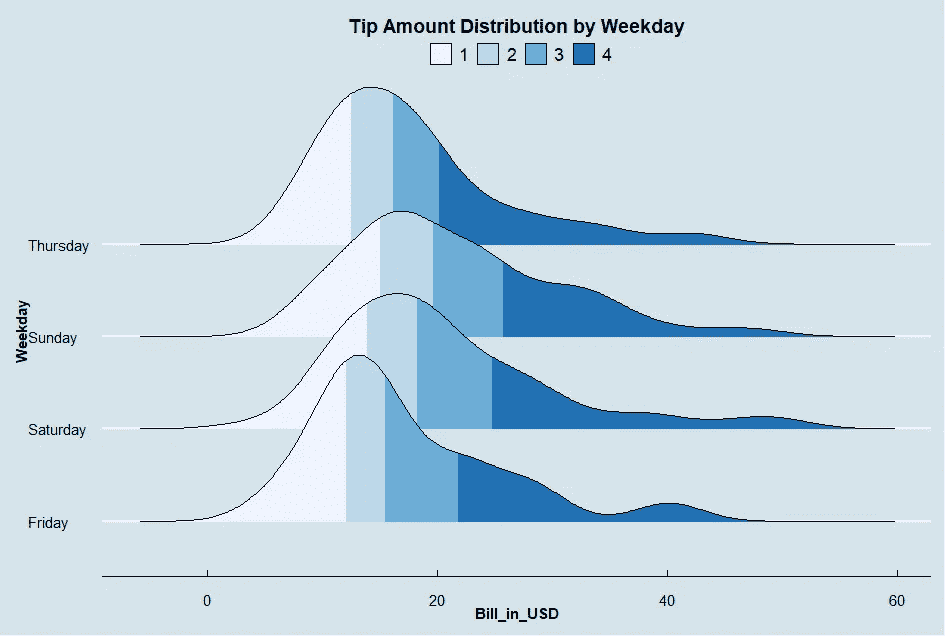 Tip Amount Distribution by Weekday
1 2 3 4
Thursday
Sunday
Saturday
Friday
Weekday
0 20 40 60
Bill_in_USD